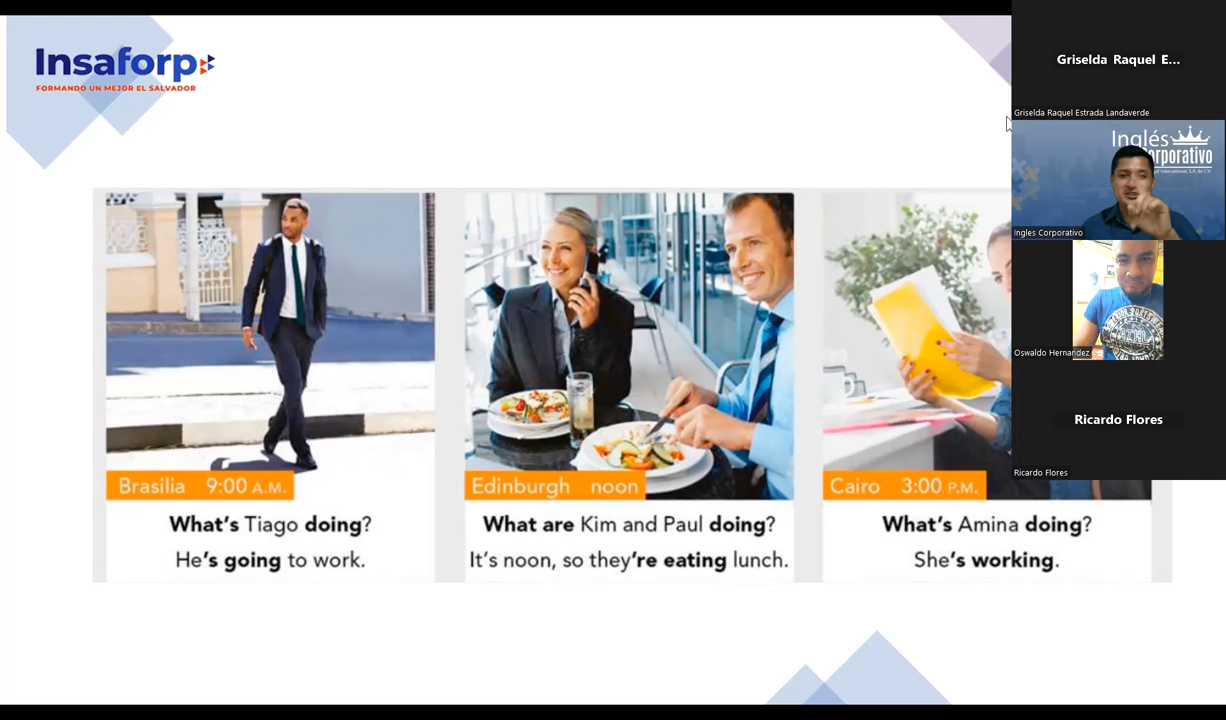 Insaforp
FORMANDO UN MEJOR EL SALVADOR
Brasilia 9:00 A.M.
What's Tiago doing?
He's going to work.
Edinburgh noon
What are Kim and Paul doing?
It's noon, so they're eating lunch.
Cairo 3:00 P.M.
What's Amina doing?
She's working.
Griselda Raquel E...
Griselda Raquel Estrada Landaverde
Inglés
Corporativo
Ingles Corporativo
Oswaldo Hernandez
Ricardo Flores
Ricardo Flores